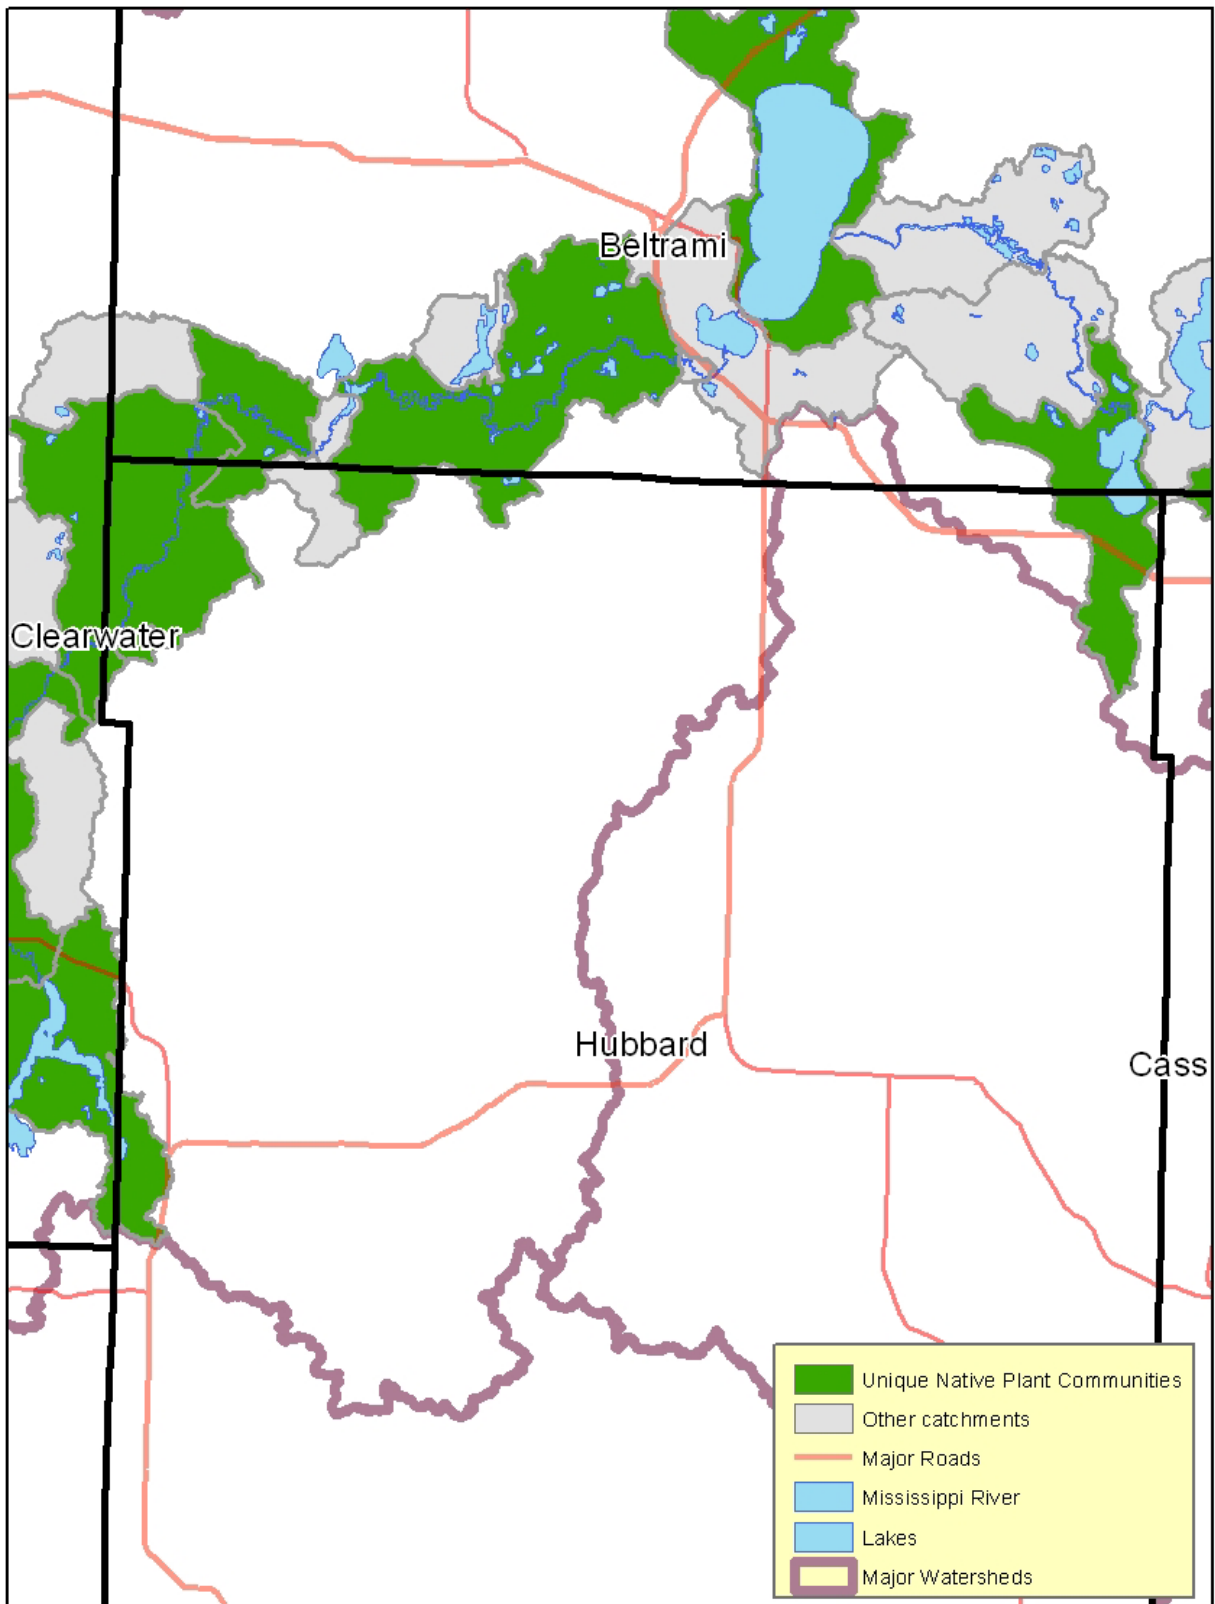 Beltrami
Clearwater
Hubbard
Cass
Unique Native Plant Communities
Other catchments
Major Roads
Mississippi River
Lakes
Major Watersheds